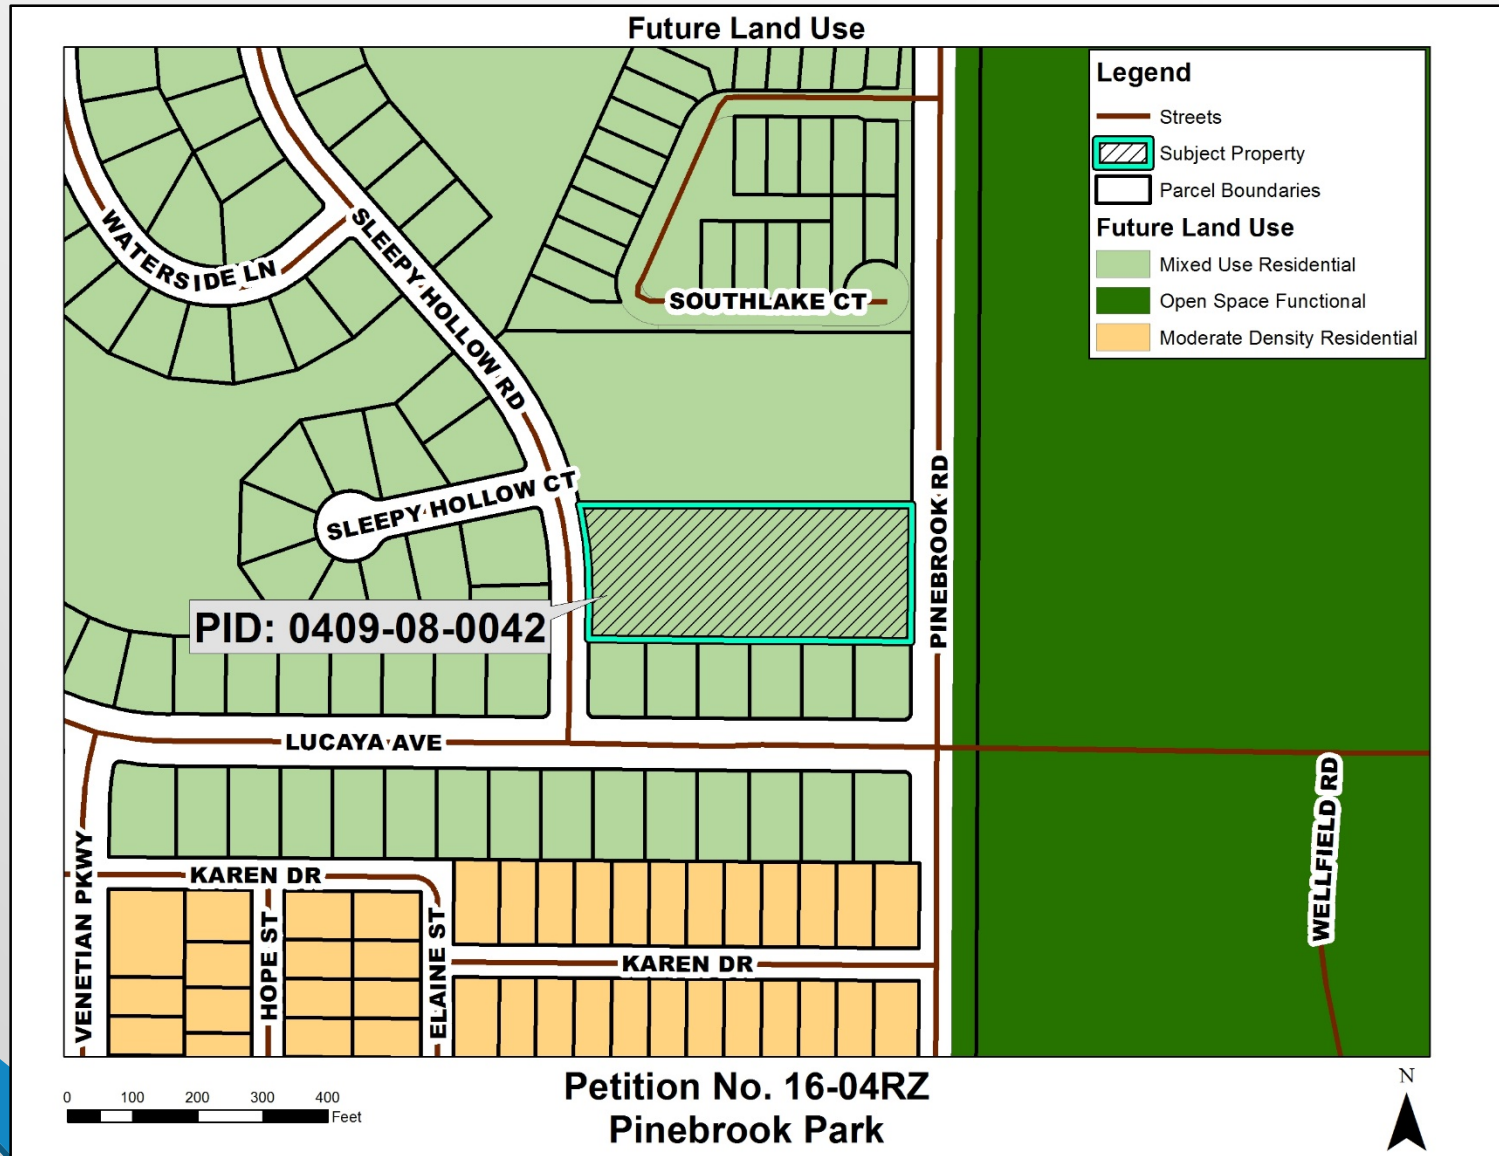 Future Land Use
Legend
Streets
Subject Property
Parcel Boundaries
Future Land Use
Mixed Use Residential
Open Space Functional
Moderate Density Residential
WATERSIDE LN
SLEEPY HOLLOW RD
SOUTHLAKE CT
SLEEPY HOLLOW CT
PINEBROOK RD
PID: 0409-08-0042
LUCAYA AVE
WELLFIELD RD
VENETIAN PKWY
KAREN DR
HOPE ST
ELAINE ST
KAREN DR
0 100 200 300 400
Feet
Petition No. 16-04RZ
Pinebrook Park
N